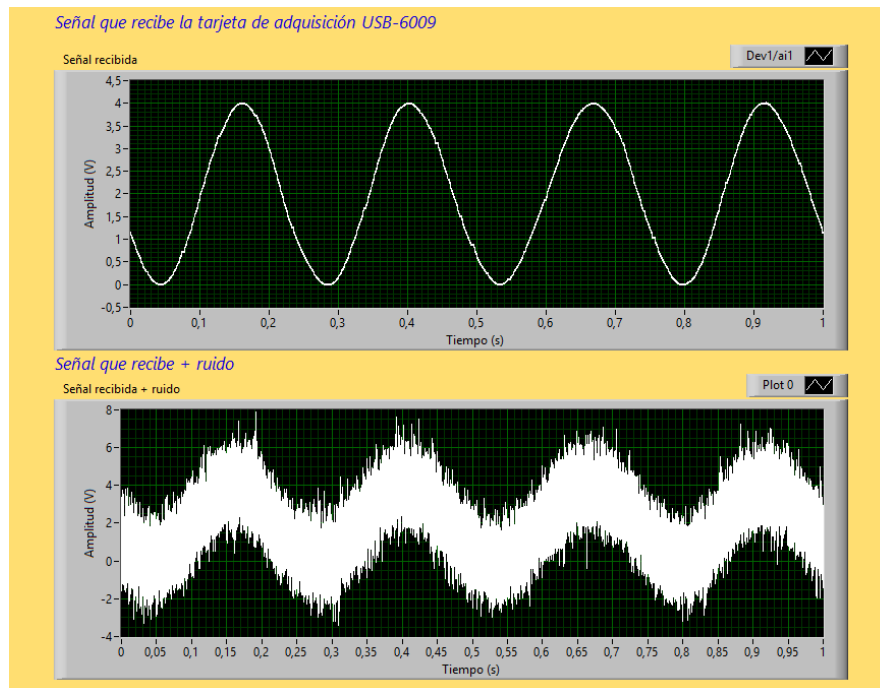 Señal que recibe la tarjeta de adquisición USB-6009
Señal recibida
Dev1/ai1
4,5
4
3,5
3
2,5
2
1,5
1
0,5
0
-0,5
Amplitud (V)
0 0,1 0,2 0,3 0,4 0,5 0,6 0,7 0,8 0,9 1
Tiempo (s)
Señal que recibe + ruido
Señal recibida + ruido
Plot 0
8
6
4
2
0
-2
-4
Amplitud (V)
0 0,05 0,1 0,15 0,2 0,25 0,3 0,35 0,4 0,45 0,5 0,55 0,6 0,65 0,7 0,75 0,8 0,85 0,9 0,95 1
Tiempo (s)